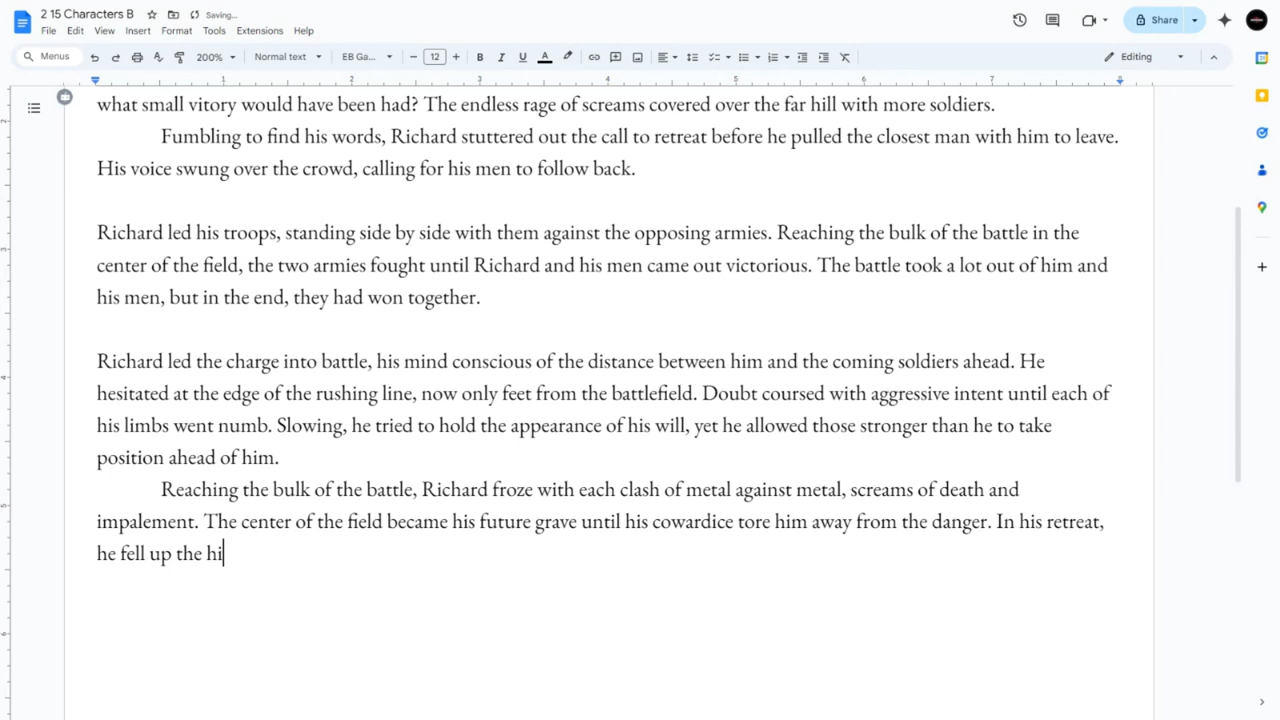 2 15 Characters B
Saving...
File Edit View Insert Format Tools Extensions Help
Share
Menus
200%
Normal text
EB Ga...
12
Editing
1 2 3 4 5 6 7 8
2
3
4
5
6
what small vitory would have been had? The endless rage of screams covered over the far hill with more soldiers.
Fumbling to find his words, Richard stuttered out the call to retreat before he pulled the closest man with him to leave.
His voice swung over the crowd, calling for his men to follow back.
Richard led his troops, standing side by side with them against the opposing armies. Reaching the bulk of the battle in the
center of the field, the two armies fought until Richard and his men came out victorious. The battle took a lot out of him and
his men, but in the end, they had won together.
Richard led the charge into battle, his mind conscious of the distance between him and the coming soldiers ahead. He
hesitated at the edge of the rushing line, now only feet from the battlefield. Doubt coursed with aggressive intent until each of
his limbs went numb. Slowing, he tried to hold the appearance of his will, yet he allowed those stronger than he to take
position ahead of him.
Reaching the bulk of the battle, Richard froze with each clash of metal against metal, screams of death and
impalement. The center of the field became his future grave until his cowardice tore him away from the danger. In his retreat,
he fell up the hi